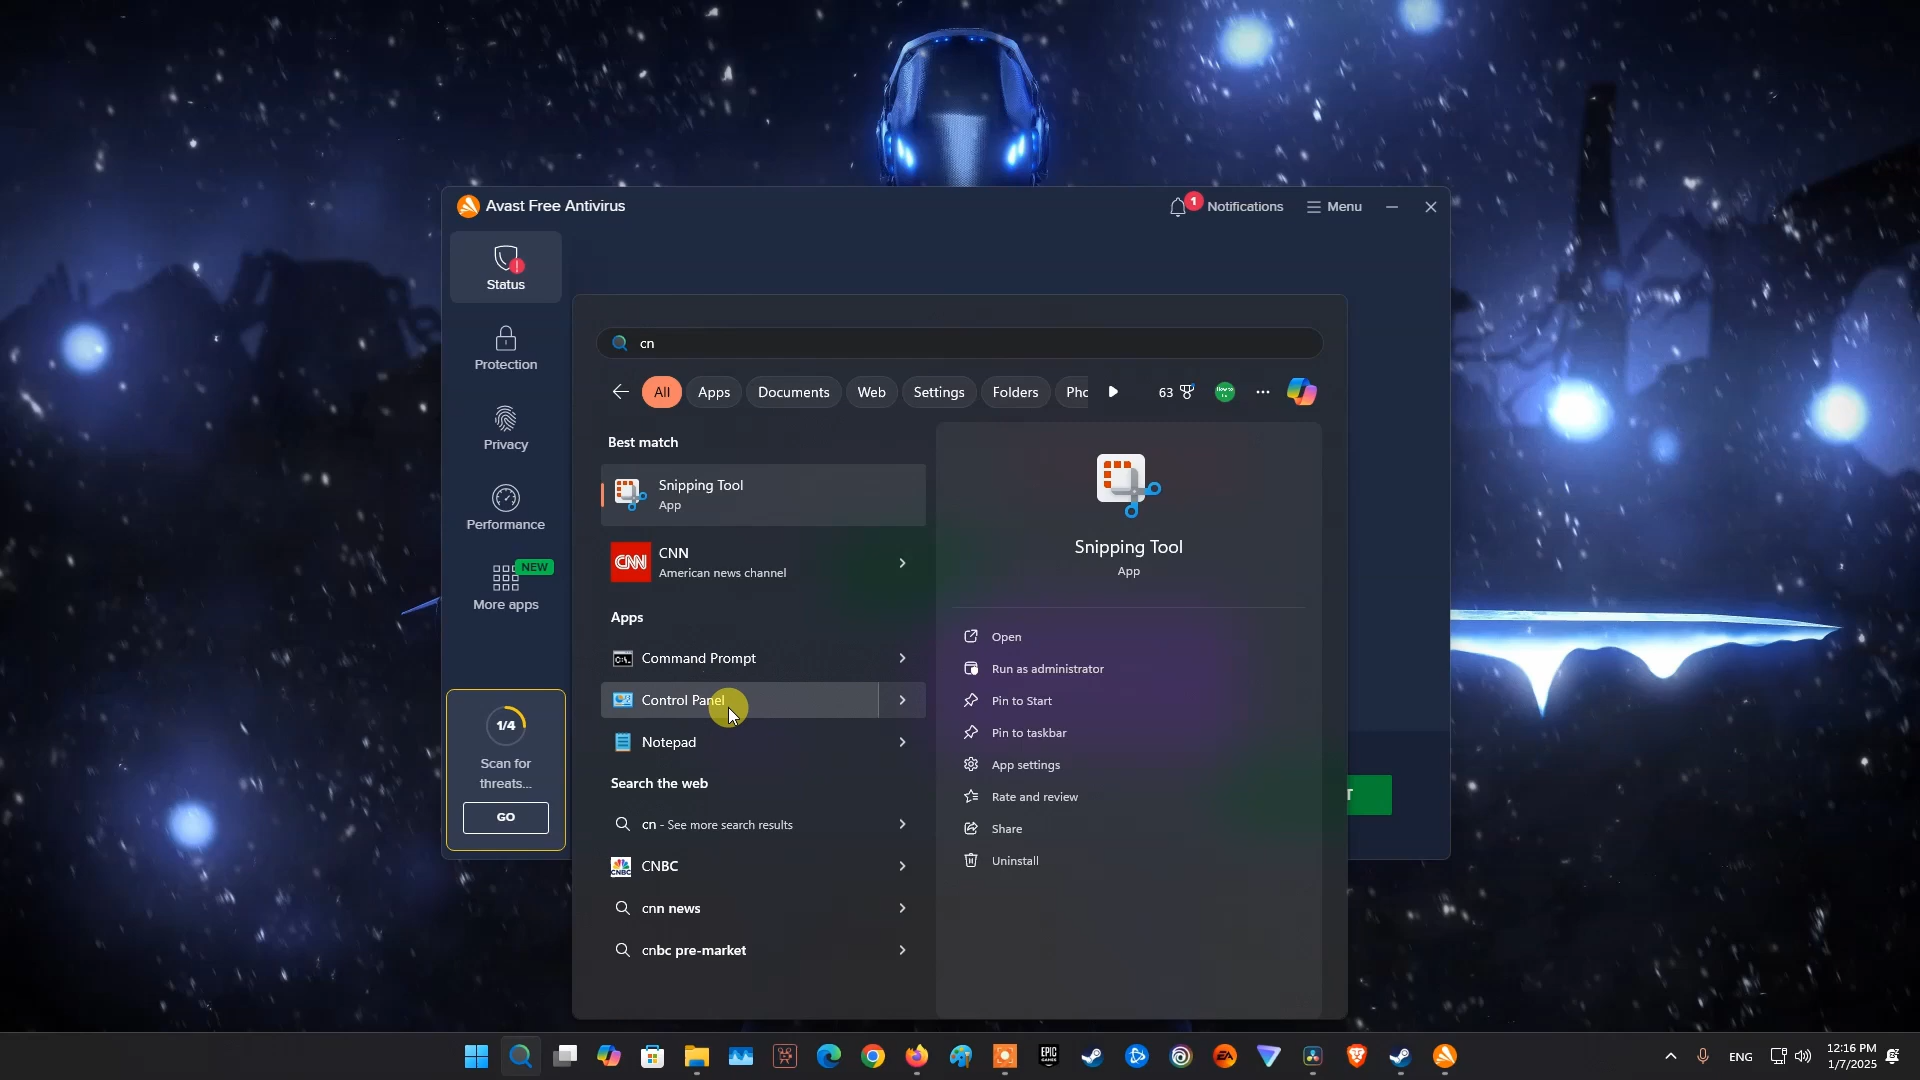 Avast Free Antivirus
1
Notifications
Menu
Status
Protection
Privacy
Performance
NEW
More apps
1/4
Scan for
threats...
GO
cn
All
Apps
Documents
Web
Settings
Folders
Phc
63
Best match
Snipping Tool
App
CNN
CNN
American news channel
Apps
Command Prompt
Control Panel
Notepad
Search the web
cn - See more search results
CNBC
CNBC
cnn news
cnbc pre-market
Snipping Tool
App
Open
Run as administrator
Pin to Start
Pin to taskbar
App settings
Rate and review
Share
Uninstall
T
EPIC
GAMES
EA
ENG
12:16 PM
1/7/2025